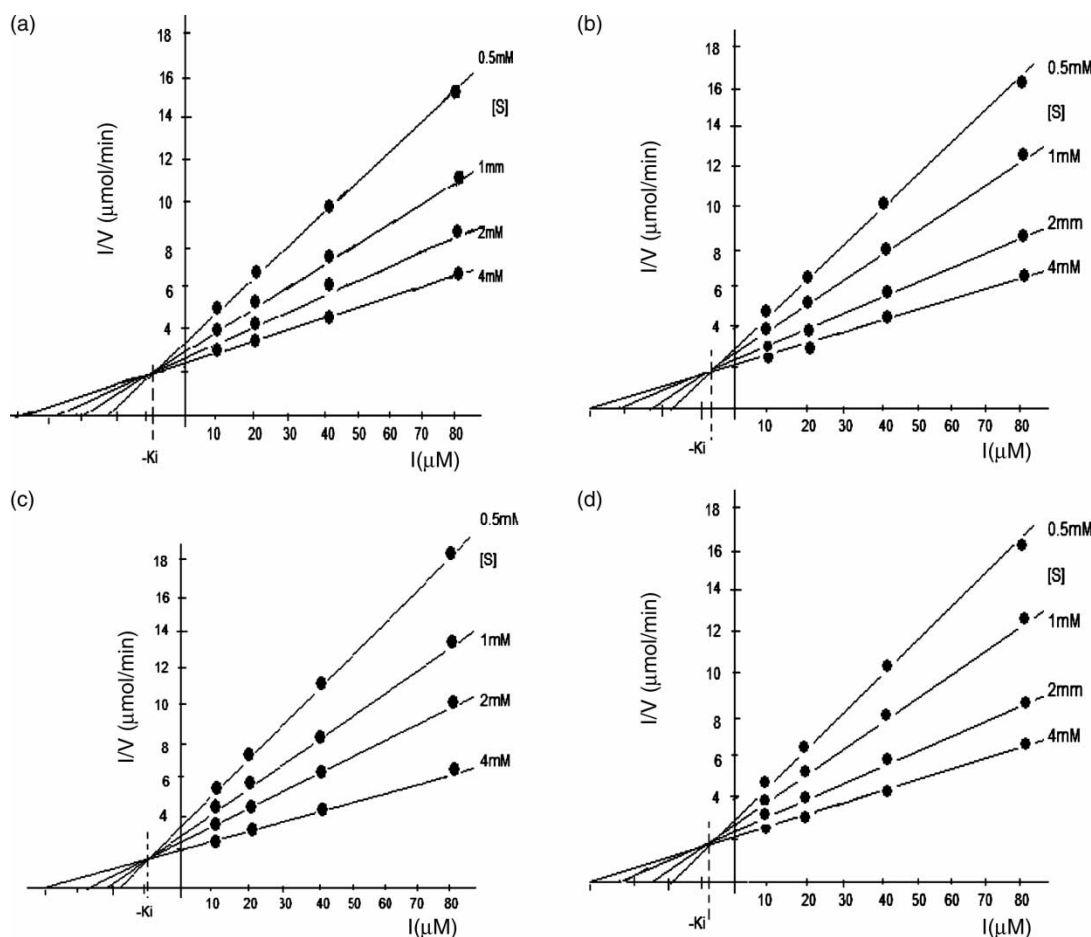 (a)
18
16
14
12
10
8
6
4
I/V (μmol/min)
0.5mM
[S]
1mm
2mM
4mM
10 20 30 40 50 60 70 80
-Ki
I(μM)
(b)
18
16
14
12
10
8
6
4
I/V (μmol/min)
0.5mM
[S]
1mM
2mm
4mM
10 20 30 40 50 60 70 80
-Ki
I(μM)
(c)
18
16
14
12
10
8
6
4
I/V (μmol/min)
0.5m
[S]
1mM
2mM
4mM
10 20 30 40 50 60 70 80
-Ki
I(μM)
(d)
18
16
14
12
10
8
6
4
I/V (μmol/min)
0.5mM
[S]
1mM
2mm
4mM
10 20 30 40 50 60 70 80
-Ki
I(μM)